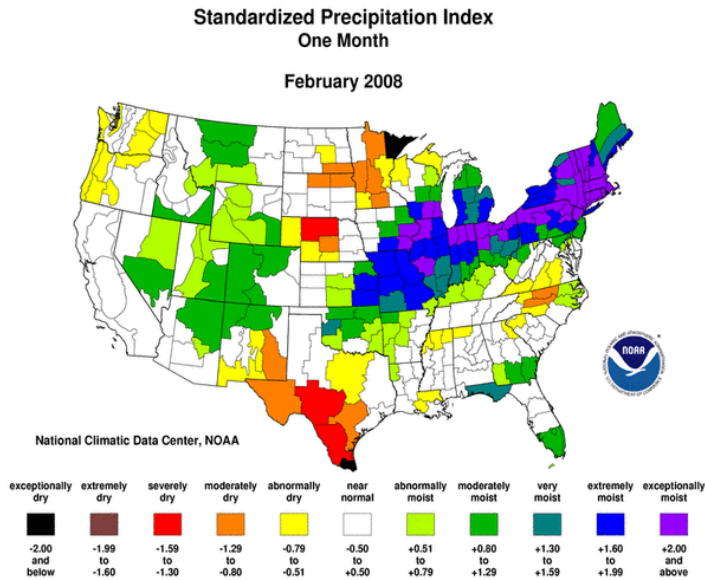 Standardized Precipitation Index
One Month
February 2008
NOAA
National Climatic Data Center, NOAA
exceptionally dry
extremely dry
severely dry
moderately dry
abnormally dry
near normal
abnormally moist
moderately moist
very moist
extremely moist
exceptionally moist
-2.00 and below
-1.99 to -1.60
-1.59 to -1.30
-1.29 to -0.80
-0.79 to -0.51
-0.50 to +0.50
+0.51 to +0.79
+0.80 to +1.29
+1.30 to +1.59
+1.60 to +1.99
+2.00 and above